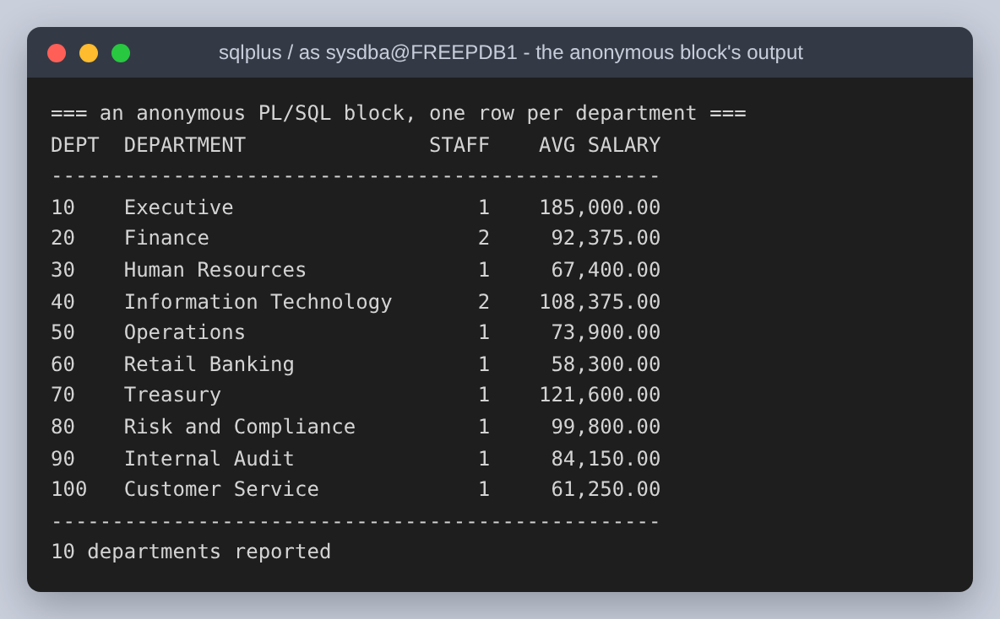 sqlplus / as sysdba@FREEPDB1 - the anonymous block's output
=== an anonymous PL/SQL block, one row per department ===
DEPT  DEPARTMENT               STAFF    AVG SALARY
--------------------------------------------------
10    Executive                    1    185,000.00
20    Finance                      2     92,375.00
30    Human Resources              1     67,400.00
40    Information Technology       2    108,375.00
50    Operations                   1     73,900.00
60    Retail Banking               1     58,300.00
70    Treasury                     1    121,600.00
80    Risk and Compliance          1     99,800.00
90    Internal Audit               1     84,150.00
100   Customer Service             1     61,250.00
--------------------------------------------------
10 departments reported